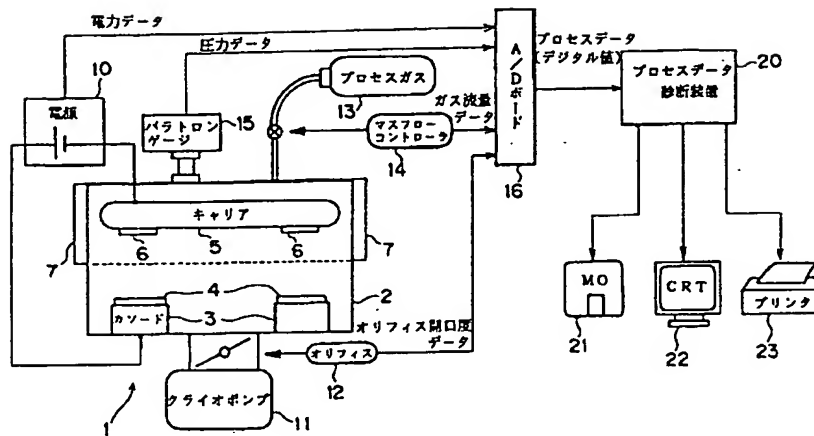 電力データ
圧力データ
10
電源
パラトロン
ゲージ
15
プロセスガス
13
ガス流量
データ
マスフロー
コントローラ
14
A/Dボード
16
プロセスデータ
(デジタル値)
プロセスデータ
診断装置
20
キャリア
6
5
6
7
7
4
2
カソード
3
オリフィス開口度
データ
オリフィス
12
クライオポンプ
11
1
MO
21
CRT
22
プリンタ
23